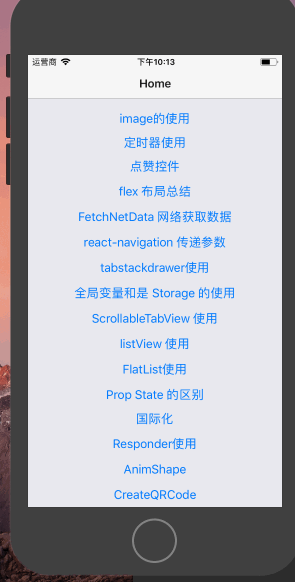 运营商 下午10:13
Home
image的使用
定时器使用
点赞控件
flex 布局总结
FetchNetData 网络获取数据
react-navigation 传递参数
tabstackdrawer使用
全局变量和是 Storage 的使用
ScrollableTabView 使用
listView 使用
FlatList使用
Prop State 的区别
国际化
Responder使用
AnimShape
CreateQRCode